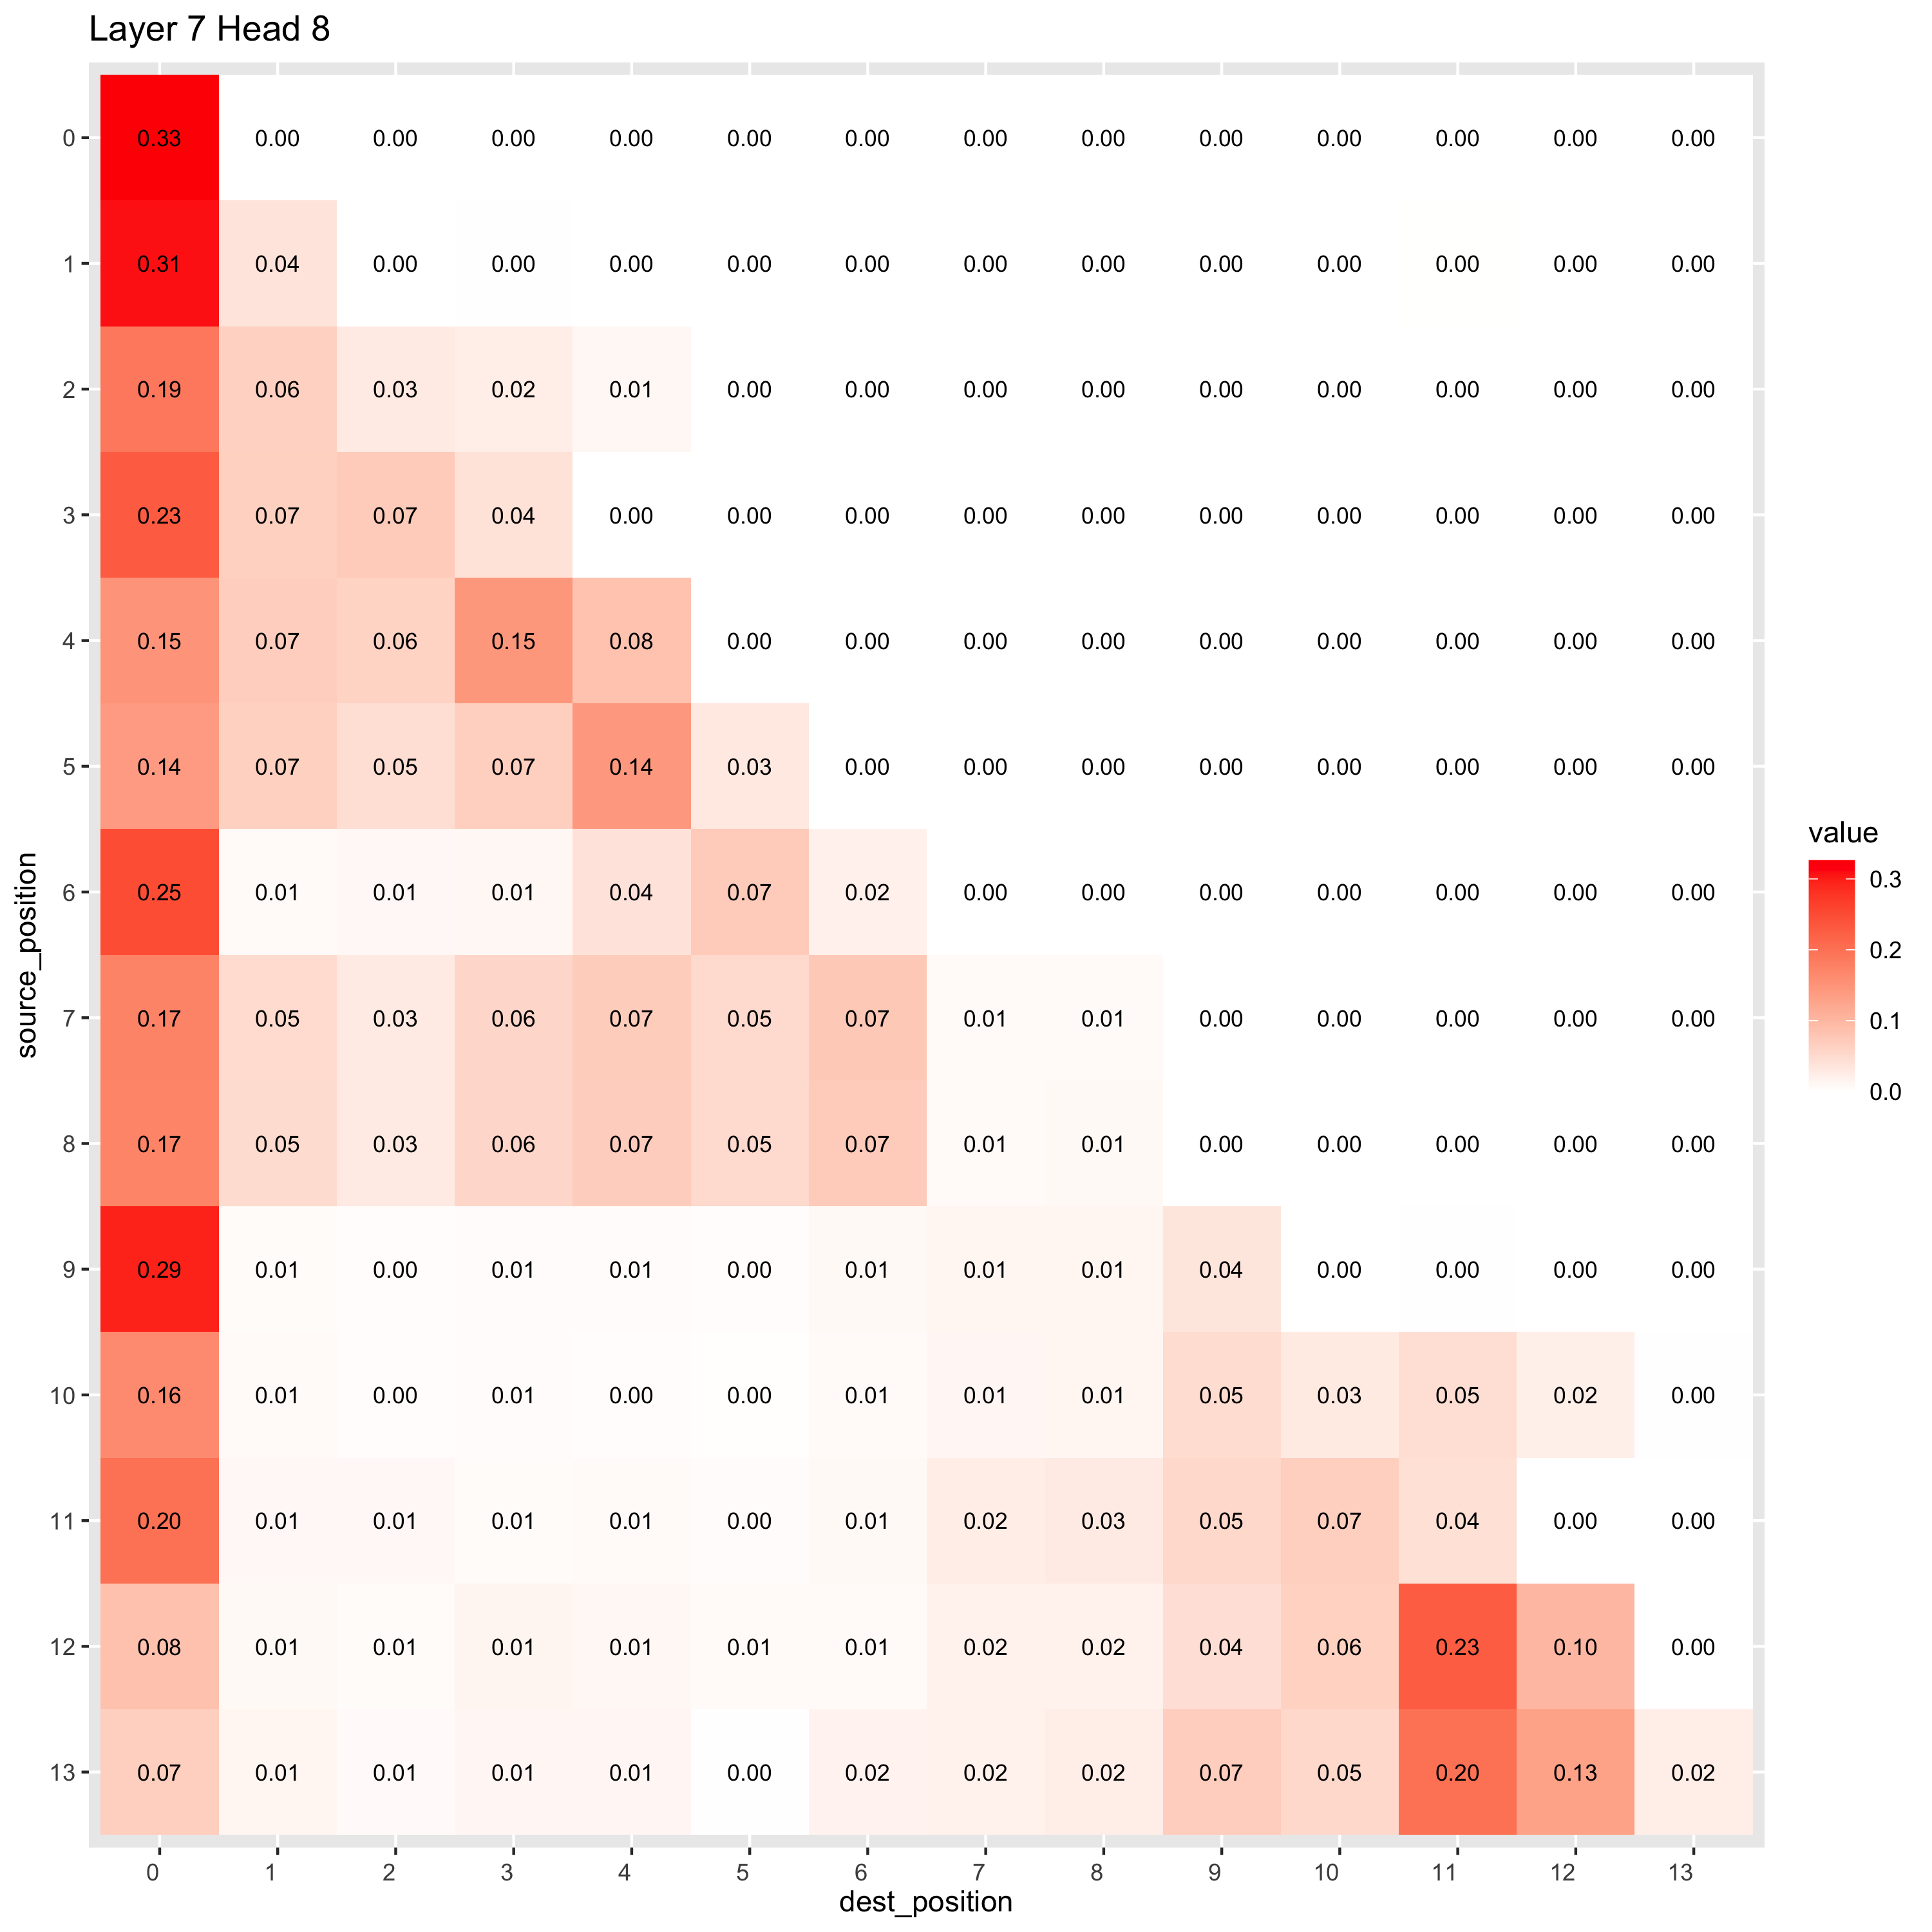 Layer 7 Head 8
0 0.33 0.00 0.00 0.00 0.00 0.00 0.00 0.00 0.00 0.00 0.00 0.00 0.00 0.00
1 0.31 0.04 0.00 0.00 0.00 0.00 0.00 0.00 0.00 0.00 0.00 0.00 0.00 0.00
2 0.19 0.06 0.03 0.02 0.01 0.00 0.00 0.00 0.00 0.00 0.00 0.00 0.00 0.00
3 0.23 0.07 0.07 0.04 0.00 0.00 0.00 0.00 0.00 0.00 0.00 0.00 0.00 0.00
4 0.15 0.07 0.06 0.15 0.08 0.00 0.00 0.00 0.00 0.00 0.00 0.00 0.00 0.00
5 0.14 0.07 0.05 0.07 0.14 0.03 0.00 0.00 0.00 0.00 0.00 0.00 0.00 0.00
6 0.25 0.01 0.01 0.01 0.04 0.07 0.02 0.00 0.00 0.00 0.00 0.00 0.00 0.00
7 0.17 0.05 0.03 0.06 0.07 0.05 0.07 0.01 0.01 0.00 0.00 0.00 0.00 0.00
8 0.17 0.05 0.03 0.06 0.07 0.05 0.07 0.01 0.01 0.00 0.00 0.00 0.00 0.00
9 0.29 0.01 0.00 0.01 0.01 0.00 0.01 0.01 0.01 0.04 0.00 0.00 0.00 0.00
10 0.16 0.01 0.00 0.01 0.00 0.00 0.01 0.01 0.01 0.05 0.03 0.05 0.02 0.00
11 0.20 0.01 0.01 0.01 0.01 0.00 0.01 0.02 0.03 0.05 0.07 0.04 0.00 0.00
12 0.08 0.01 0.01 0.01 0.01 0.01 0.01 0.02 0.02 0.04 0.06 0.23 0.10 0.00
13 0.07 0.01 0.01 0.01 0.01 0.00 0.02 0.02 0.02 0.07 0.05 0.20 0.13 0.02
0 1 2 3 4 5 6 7 8 9 10 11 12 13
dest_position
source_position
value
0.3
0.2
0.1
0.0